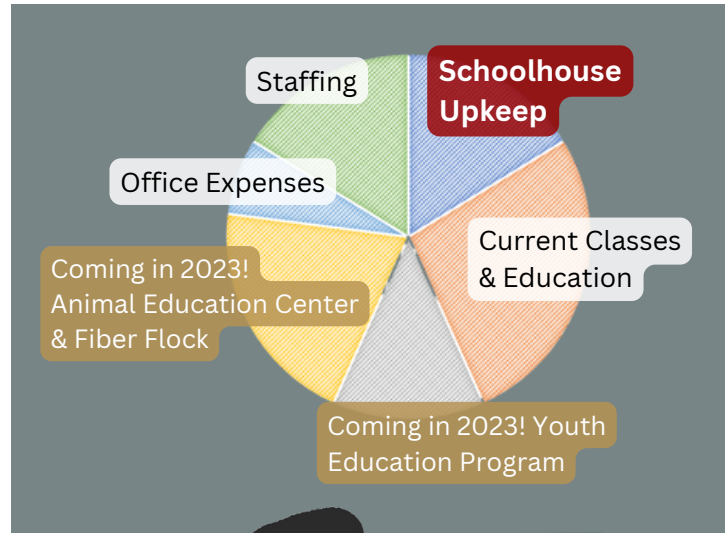 Staffing
Schoolhouse
Upkeep
Office Expenses
Current Classes
& Education
Coming in 2023!
Animal Education Center
& Fiber Flock
Coming in 2023! Youth
Education Program